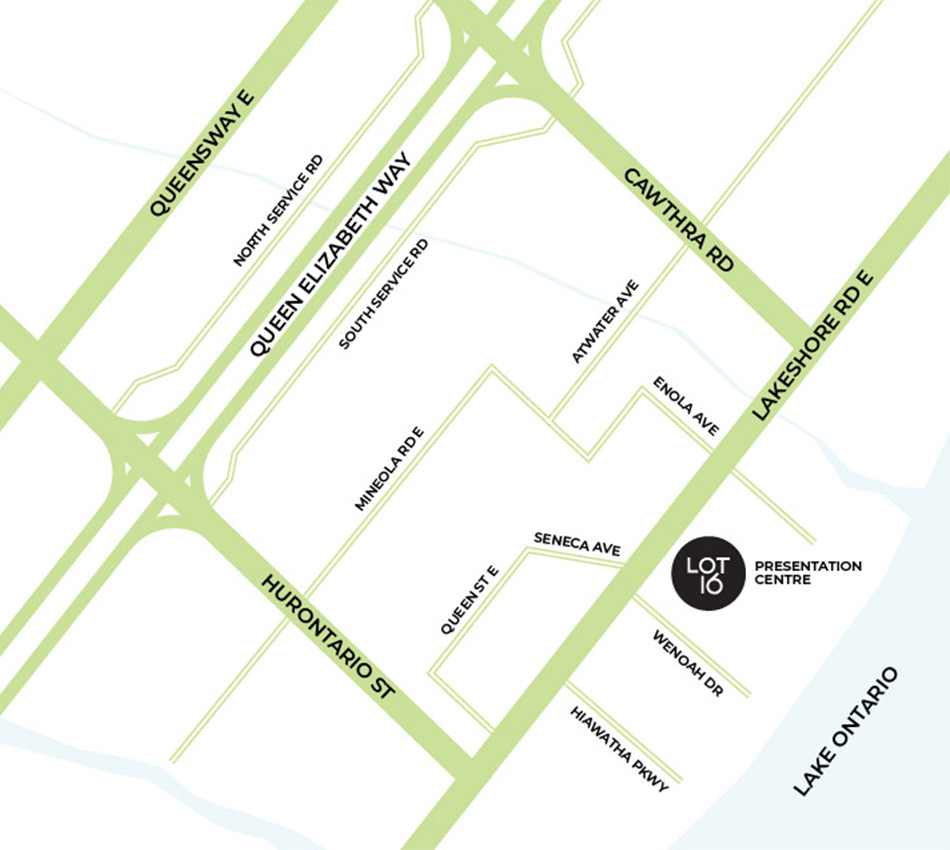 QUEENSWAY E
NORTH SERVICE RD
QUEEN ELIZABETH WAY
CAWTHRA RD
SOUTH SERVICE RD
ATWATER AVE
LAKESHORE RD E
ENOLA AVE
MINEOLA RD E
SENECA AVE
LOT
16
PRESENTATION
CENTRE
QUEEN ST E
HURONTARIO ST
WENOAH DR
HIAWATHA PKWY
LAKE ONTARIO